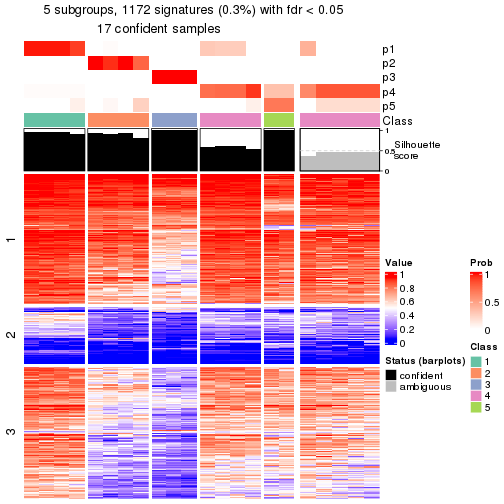 5 subgroups, 1172 signatures (0.3%) with fdr < 0.05
17 confident samples
p1
p2
p3
p4
p5
Class
1
0.5
0
Silhouette
score
1
2
3
Value
1
0.8
0.6
0.4
0.2
0
Status (barplots)
confident
ambiguous
Prob
1
0.5
0
Class
1
2
3
4
5